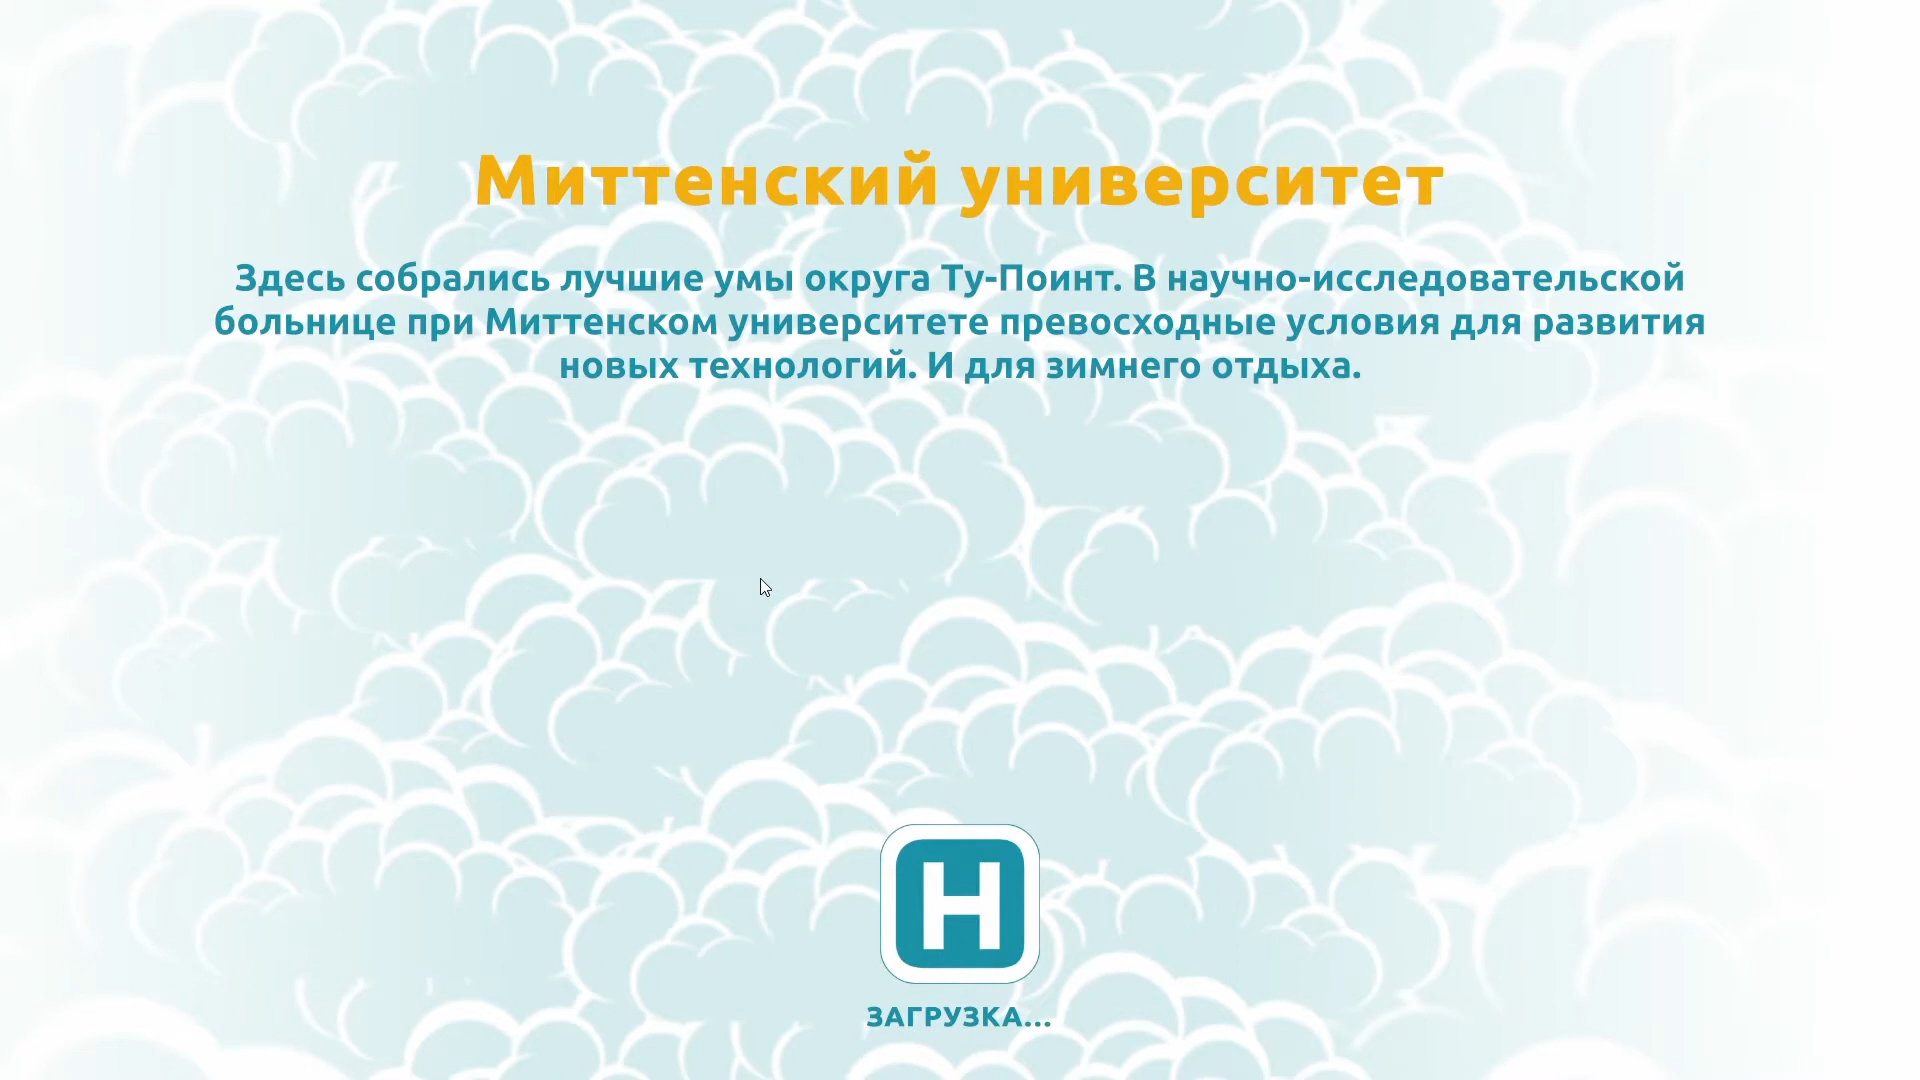 Миттенский университет
Здесь собрались лучшие умы округа Ту-Поинт. В научно-исследовательской
больнице при Миттенском университете превосходные условия для развития
новых технологий. И для зимнего отдыха.
H
ЗАГРУЗКА...